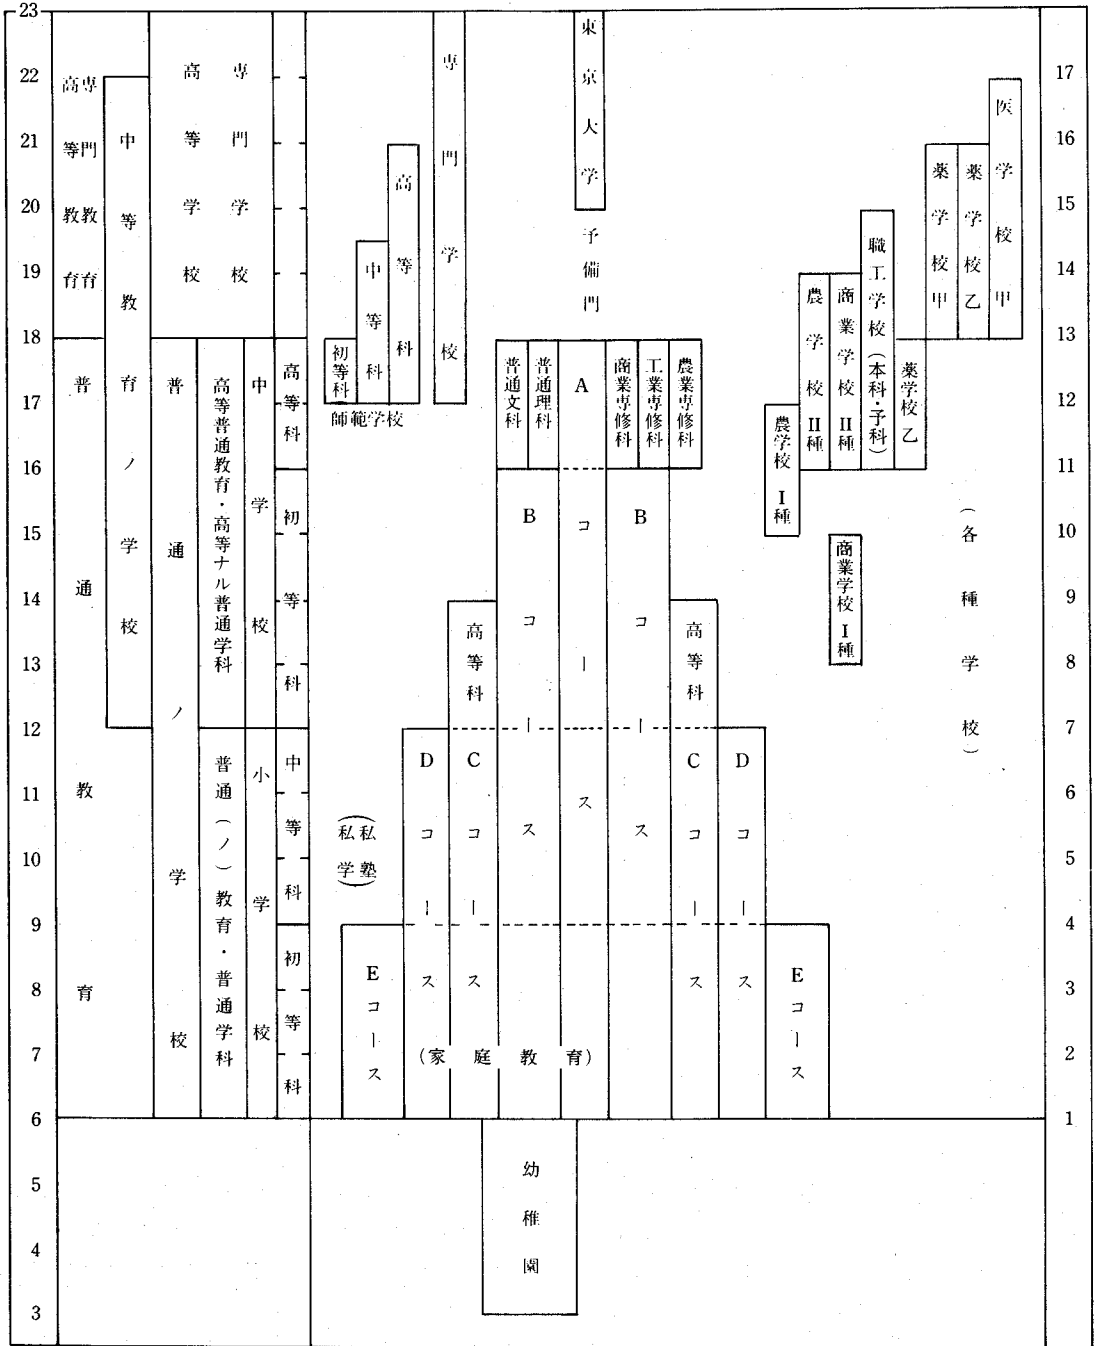 23
22
21
20
19
18
17
16
15
14
13
12
11
10
9
8
7
6
5
4
3
高等教育
専門教育
普通教育
中等教育ノ学校
高等学校
専門学校
普通ノ学校
高等普通教育・高等ナル普通学科
普通(ノ)教育・普通学科
中学校
小学校
高等科
初等科
中等科
初等科
初等科
中等科
高等科
(師範学校
専門学校
東京大学
予備門
普通文科
普通理科
A
コース
商業専修科
工業専修科
農業専修科
Bコース
Bコース
高等科
高等科
Dコース
Cコース
Cコース
Dコース
(私塾
私学)
Eコース
Eコース
(家庭教育)
幼稚園
農学校 I種
農学校 II種
商業学校 II種
商業学校 I種
職工学校(本科・予科)
薬学校乙
薬学校甲
薬学校乙
医学校甲
(各種学校)
17
16
15
14
13
12
11
10
9
8
7
6
5
4
3
2
1